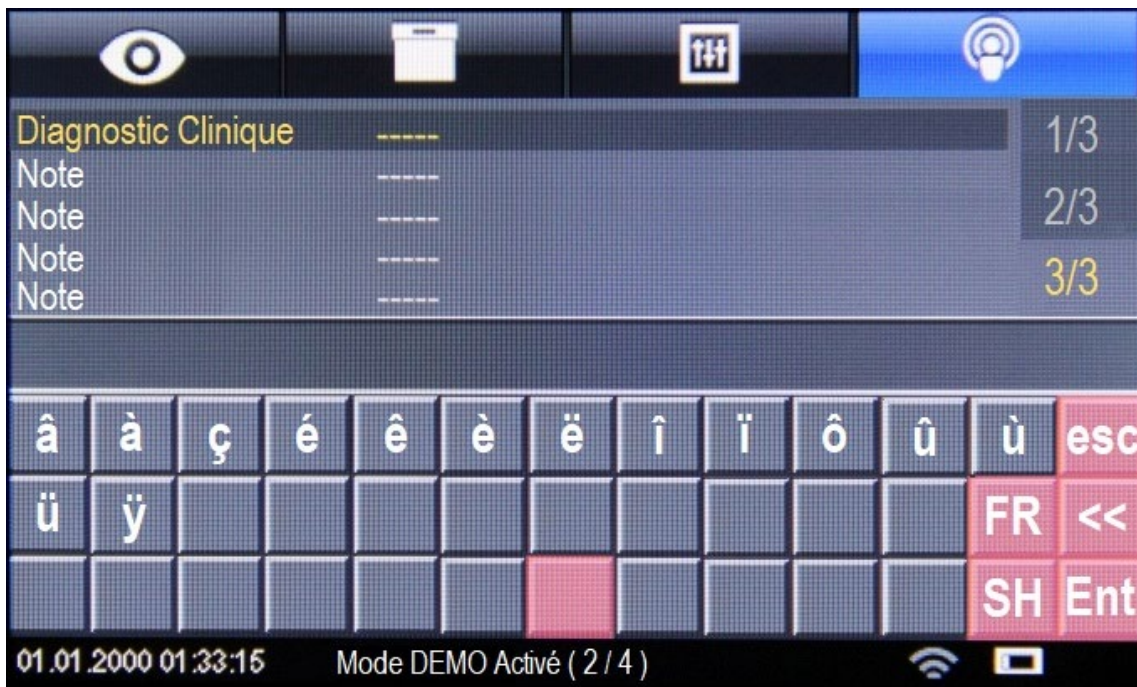 Diagnostic Clinique -----
1/3
Note -----
2/3
Note -----
Note -----
3/3
Note -----
â à ç é ê è ë î ï ô û ù esc
ü ÿ FR <<
SH Ent
01.01.2000 01:33:15 Mode DEMO Activé ( 2 / 4 )